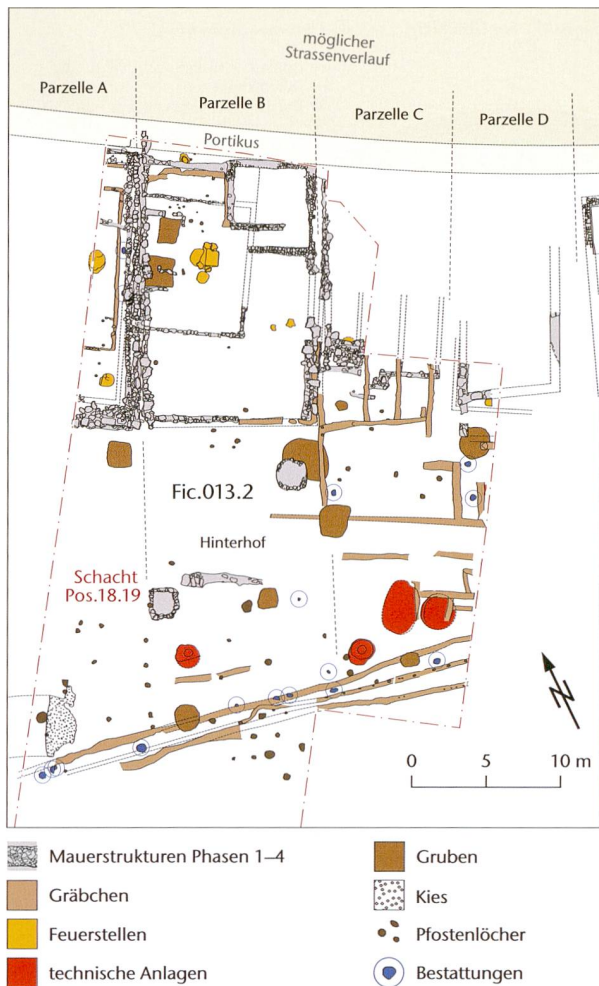 möglicher
Strassenverlauf
Parzelle A
Parzelle B
Parzelle C
Parzelle D
Portikus
Fic.013.2
Hinterhof
Schacht
Pos.18.19
N
0 5 10 m
Mauerstrukturen Phasen 1–4
Gräbchen
Feuerstellen
technische Anlagen
Gruben
Kies
Pfostenlöcher
Bestattungen